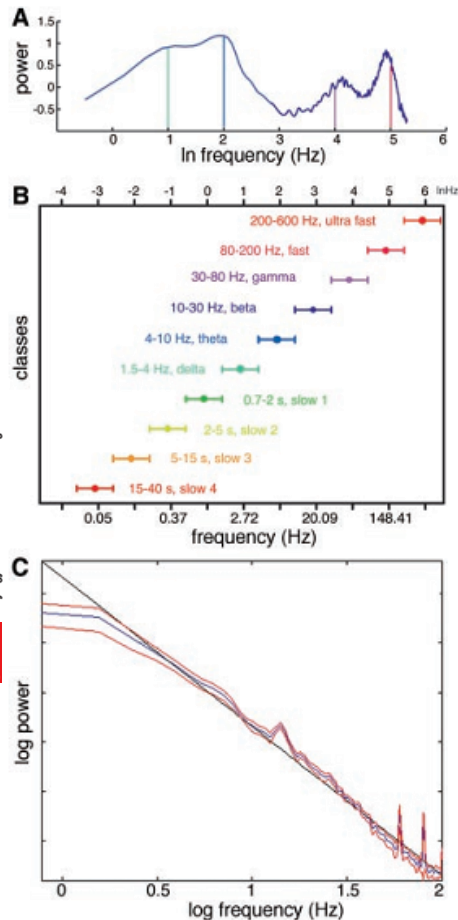 A
power
1.5
1
0.5
0
-0.5
0 1 2 3 4 5 6
ln frequency (Hz)
B
-4 -3 -2 -1 0 1 2 3 4 5 6 lnHz
classes
200-600 Hz, ultra fast
80-200 Hz, fast
30-80 Hz, gamma
10-30 Hz, beta
4-10 Hz, theta
1.5-4 Hz, delta
0.7-2 s, slow 1
2-5 s, slow 2
5-15 s, slow 3
15-40 s, slow 4
0.05 0.37 2.72 20.09 148.41
frequency (Hz)
C
log power
0 0.5 1 1.5 2
log frequency (Hz)